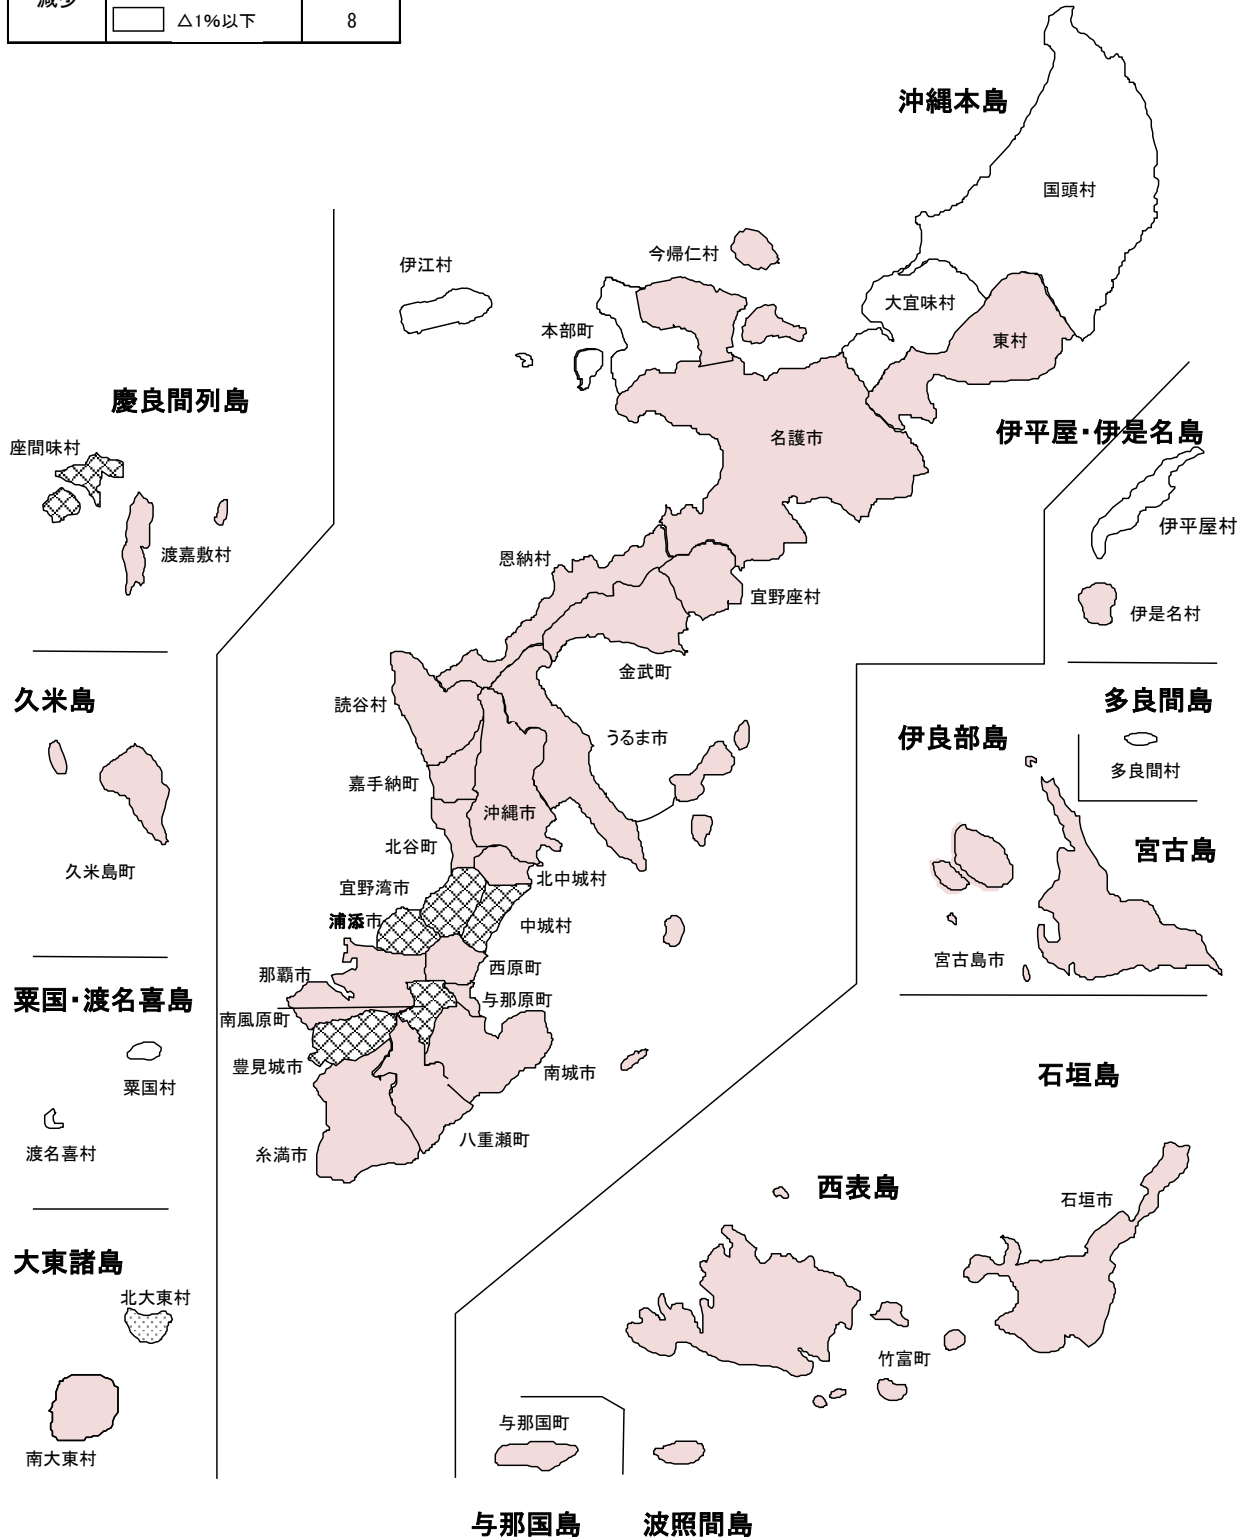 減少
△1%以下 8
沖縄本島
国頭村
今帰仁村
伊江村
大宜味村
本部町
東村
慶良間列島
名護市
伊平屋・伊是名島
座間味村
伊平屋村
渡嘉敷村
恩納村
宜野座村
伊是名村
金武町
久米島
多良間島
読谷村
うるま市
伊良部島
多良間村
嘉手納町
沖縄市
北谷町
宮古島
久米島町
北中城村
宜野湾市
浦添市
中城村
宮古島市
西原町
那覇市
粟国・渡名喜島
与那原町
南風原町
豊見城市
南城市
石垣島
粟国村
八重瀬町
渡名喜村
糸満市
西表島
石垣市
大東諸島
北大東村
竹富町
与那国町
南大東村
与那国島
波照間島